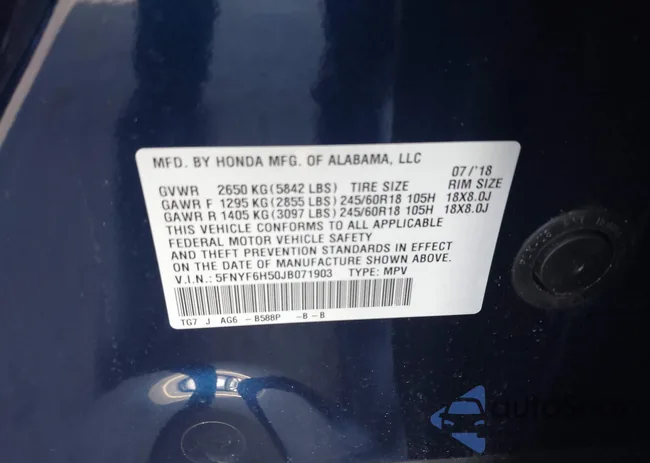 MFD. BY HONDA MFG. OF ALABAMA, LLC 07/'18
GVWR 2650 KG (5842 LBS) TIRE SIZE RIM SIZE
GAWR F 1295 KG (2855 LBS) 245/60R18 105H 18X8.0J
GAWR R 1405 KG (3097 LBS) 245/60R18 105H 18X8.0J
THIS VEHICLE CONFORMS TO ALL APPLICABLE
FEDERAL MOTOR VEHICLE SAFETY
AND THEFT PREVENTION STANDARDS IN EFFECT
ON THE DATE OF MANUFACTURE SHOWN ABOVE.
V.I.N.: 5FNYF6H50JB071903 TYPE: MPV
TG7 J AG6 -B588P -B-B